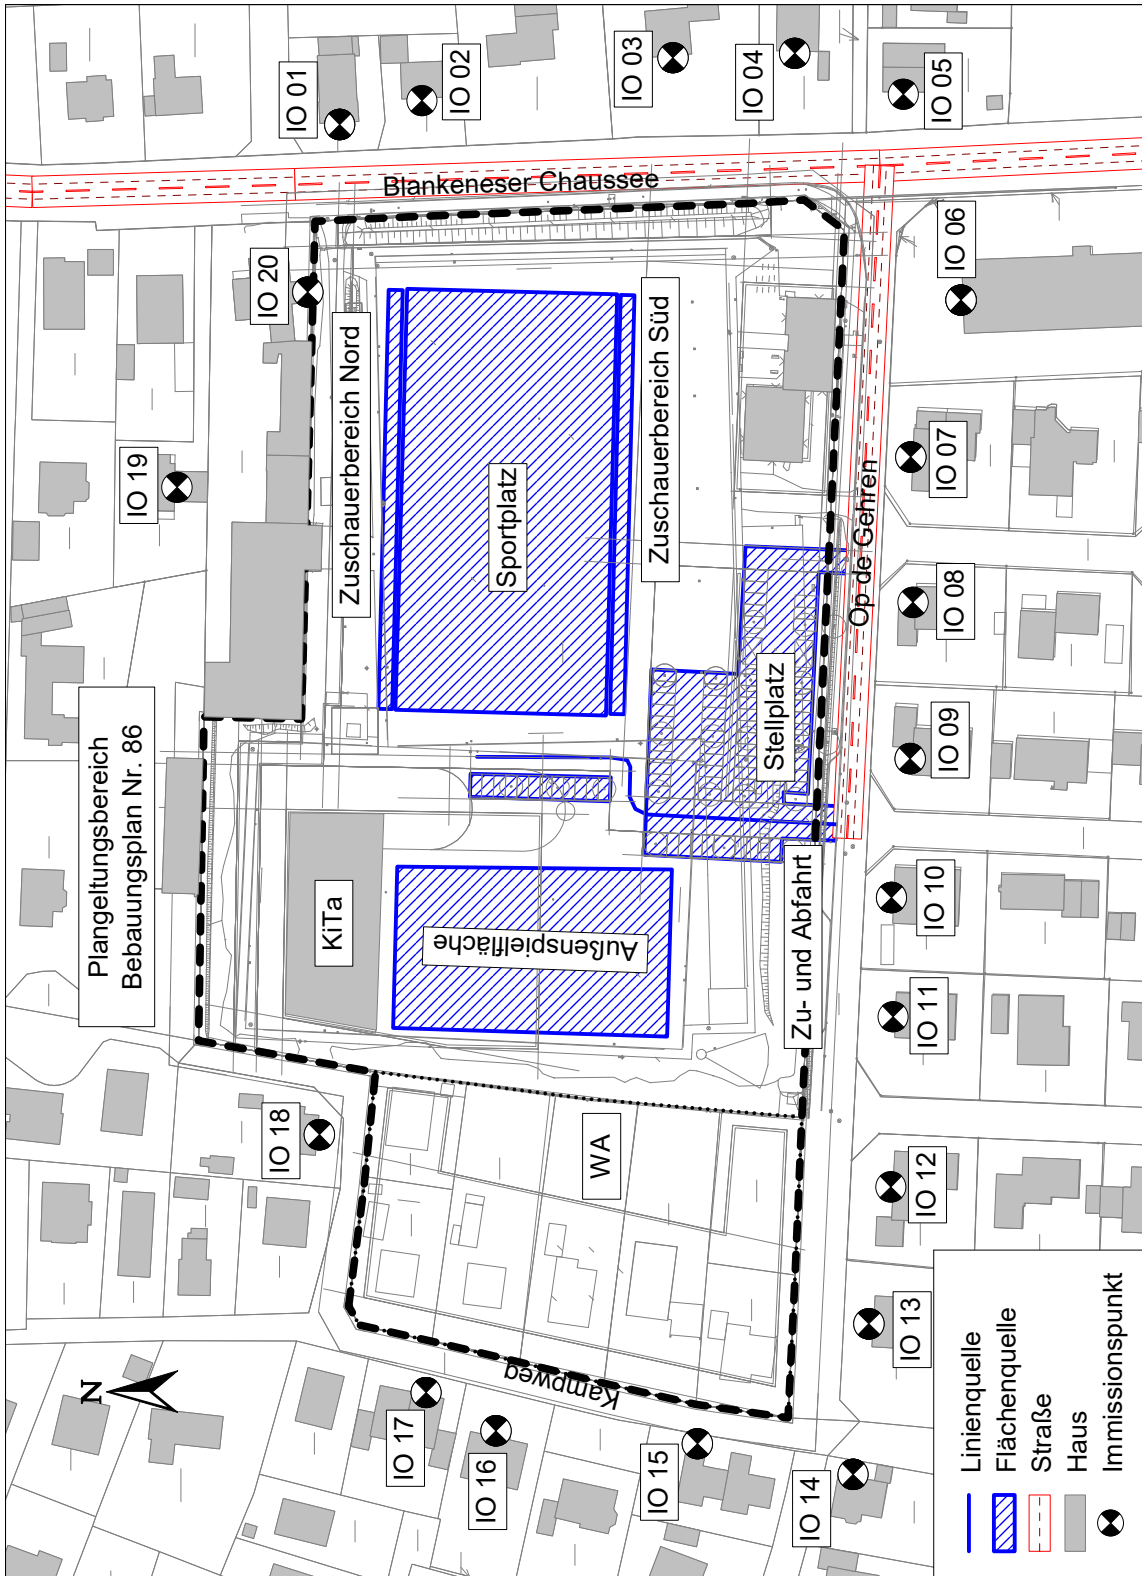 Plangeltungsbereich
Bebauungsplan Nr. 86
IO 19
IO 20
IO 01
IO 02
IO 03
IO 04
IO 05
IO 06
IO 07
IO 08
IO 09
IO 10
IO 11
IO 12
IO 13
IO 14
IO 15
IO 16
IO 17
IO 18
Blankeneser Chaussee
Zuschauerbereich Nord
Sportplatz
Zuschauerbereich Süd
Stellplatz
Op de Gehren
KiTa
Außenspielfläche
Zu- und Abfahrt
WA
Kampweg
N
Linienquelle
Flächenquelle
Straße
Haus
Immissionspunkt